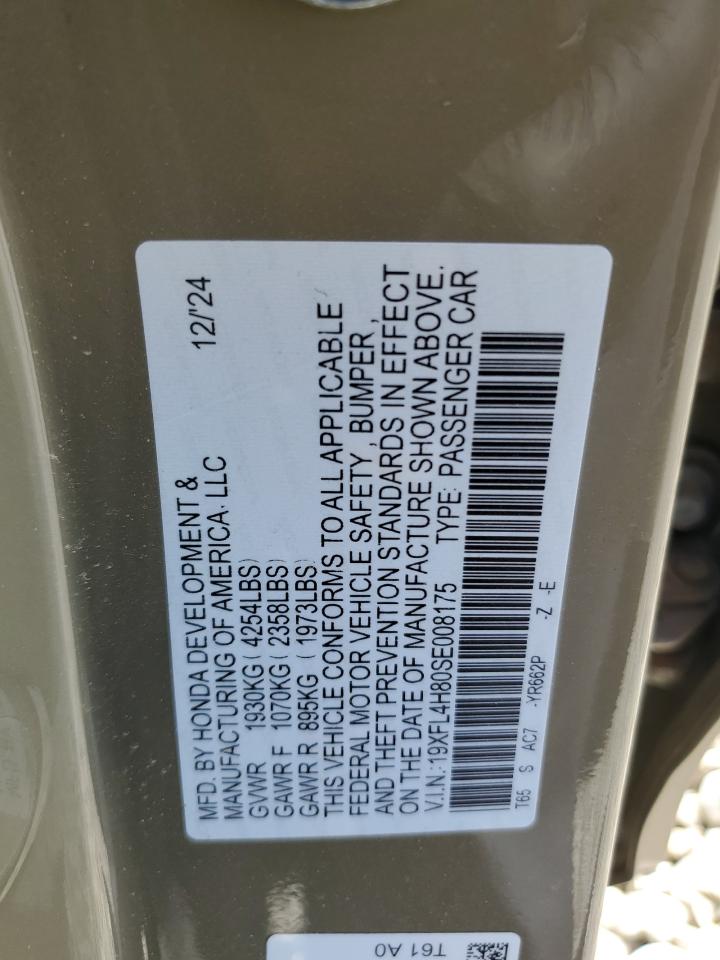 MFD. BY HONDA DEVELOPMENT &
MANUFACTURING OF AMERICA, LLC 12/'24
GVWR 1930KG ( 4254LBS)
GAWR F 1070KG ( 2358LBS)
GAWR R 895KG ( 1973LBS)
THIS VEHICLE CONFORMS TO ALL APPLICABLE
FEDERAL MOTOR VEHICLE SAFETY , BUMPER ,
AND THEFT PREVENTION STANDARDS IN EFFECT
ON THE DATE OF MANUFACTURE SHOWN ABOVE.
V.I.N.:19XFL4H80SE008175 TYPE: PASSENGER CAR
T65 S AC7 -YR662P -Z -E
T61 A0